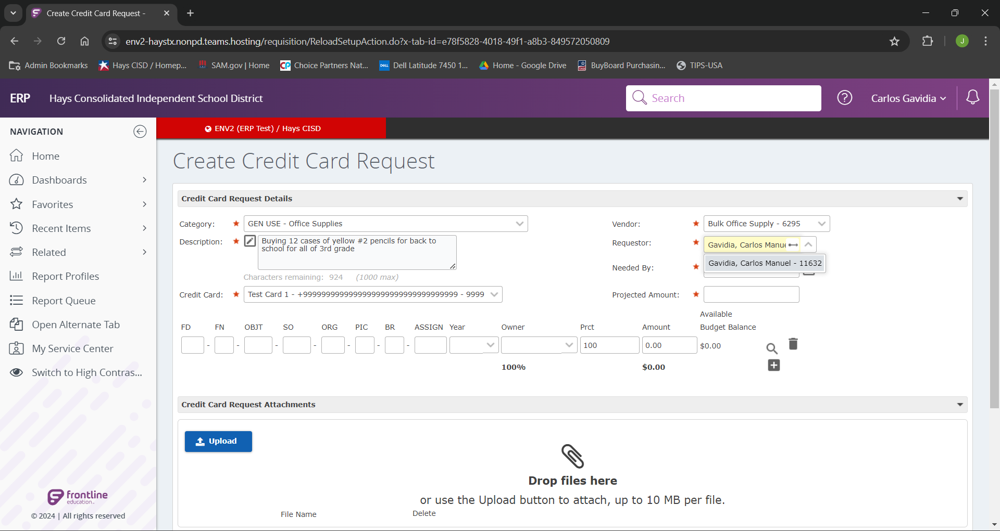 Create Credit Card Request -
env2-haystx.nonpd.teams.hosting/requisition/ReloadSetupAction.do?x-tab-id=e78f5828-4018-49f1-a8b3-849572050809
J
Admin Bookmarks
Hays CISD / Homep...
SAM.gov | Home
CP
Choice Partners Nat...
DELL
Dell Latitude 7450 1...
Home - Google Drive
BuyBoard Purchasin...
TIPS-USA
ERP
Hays Consolidated Independent School District
Search
Carlos Gavidia
NAVIGATION
ENV2 (ERP Test) / Hays CISD
Home
Dashboards
Favorites
Recent Items
Related
Report Profiles
Report Queue
Open Alternate Tab
My Service Center
Switch to High Contras...
frontline
education
© 2024 | All rights reserved
Create Credit Card Request
Credit Card Request Details
Category:
GEN USE - Office Supplies
Vendor:
Bulk Office Supply - 6295
Description:
Buying 12 cases of yellow #2 pencils for back to
school for all of 3rd grade
Characters remaining: 924 (1000 max)
Requestor:
Gavidia, Carlos Manue
Gavidia, Carlos Manuel - 11632
Needed By:
Credit Card:
Test Card 1 - +9999999999999999999999999999999999 - 9999
Projected Amount:
Available
FD FN OBJT SO ORG PIC BR ASSIGN Year Owner Prct Amount Budget Balance
- - - - - - - 100 0.00 $0.00
100% $0.00
Credit Card Request Attachments
Upload
Drop files here
or use the Upload button to attach, up to 10 MB per file.
File Name Delete